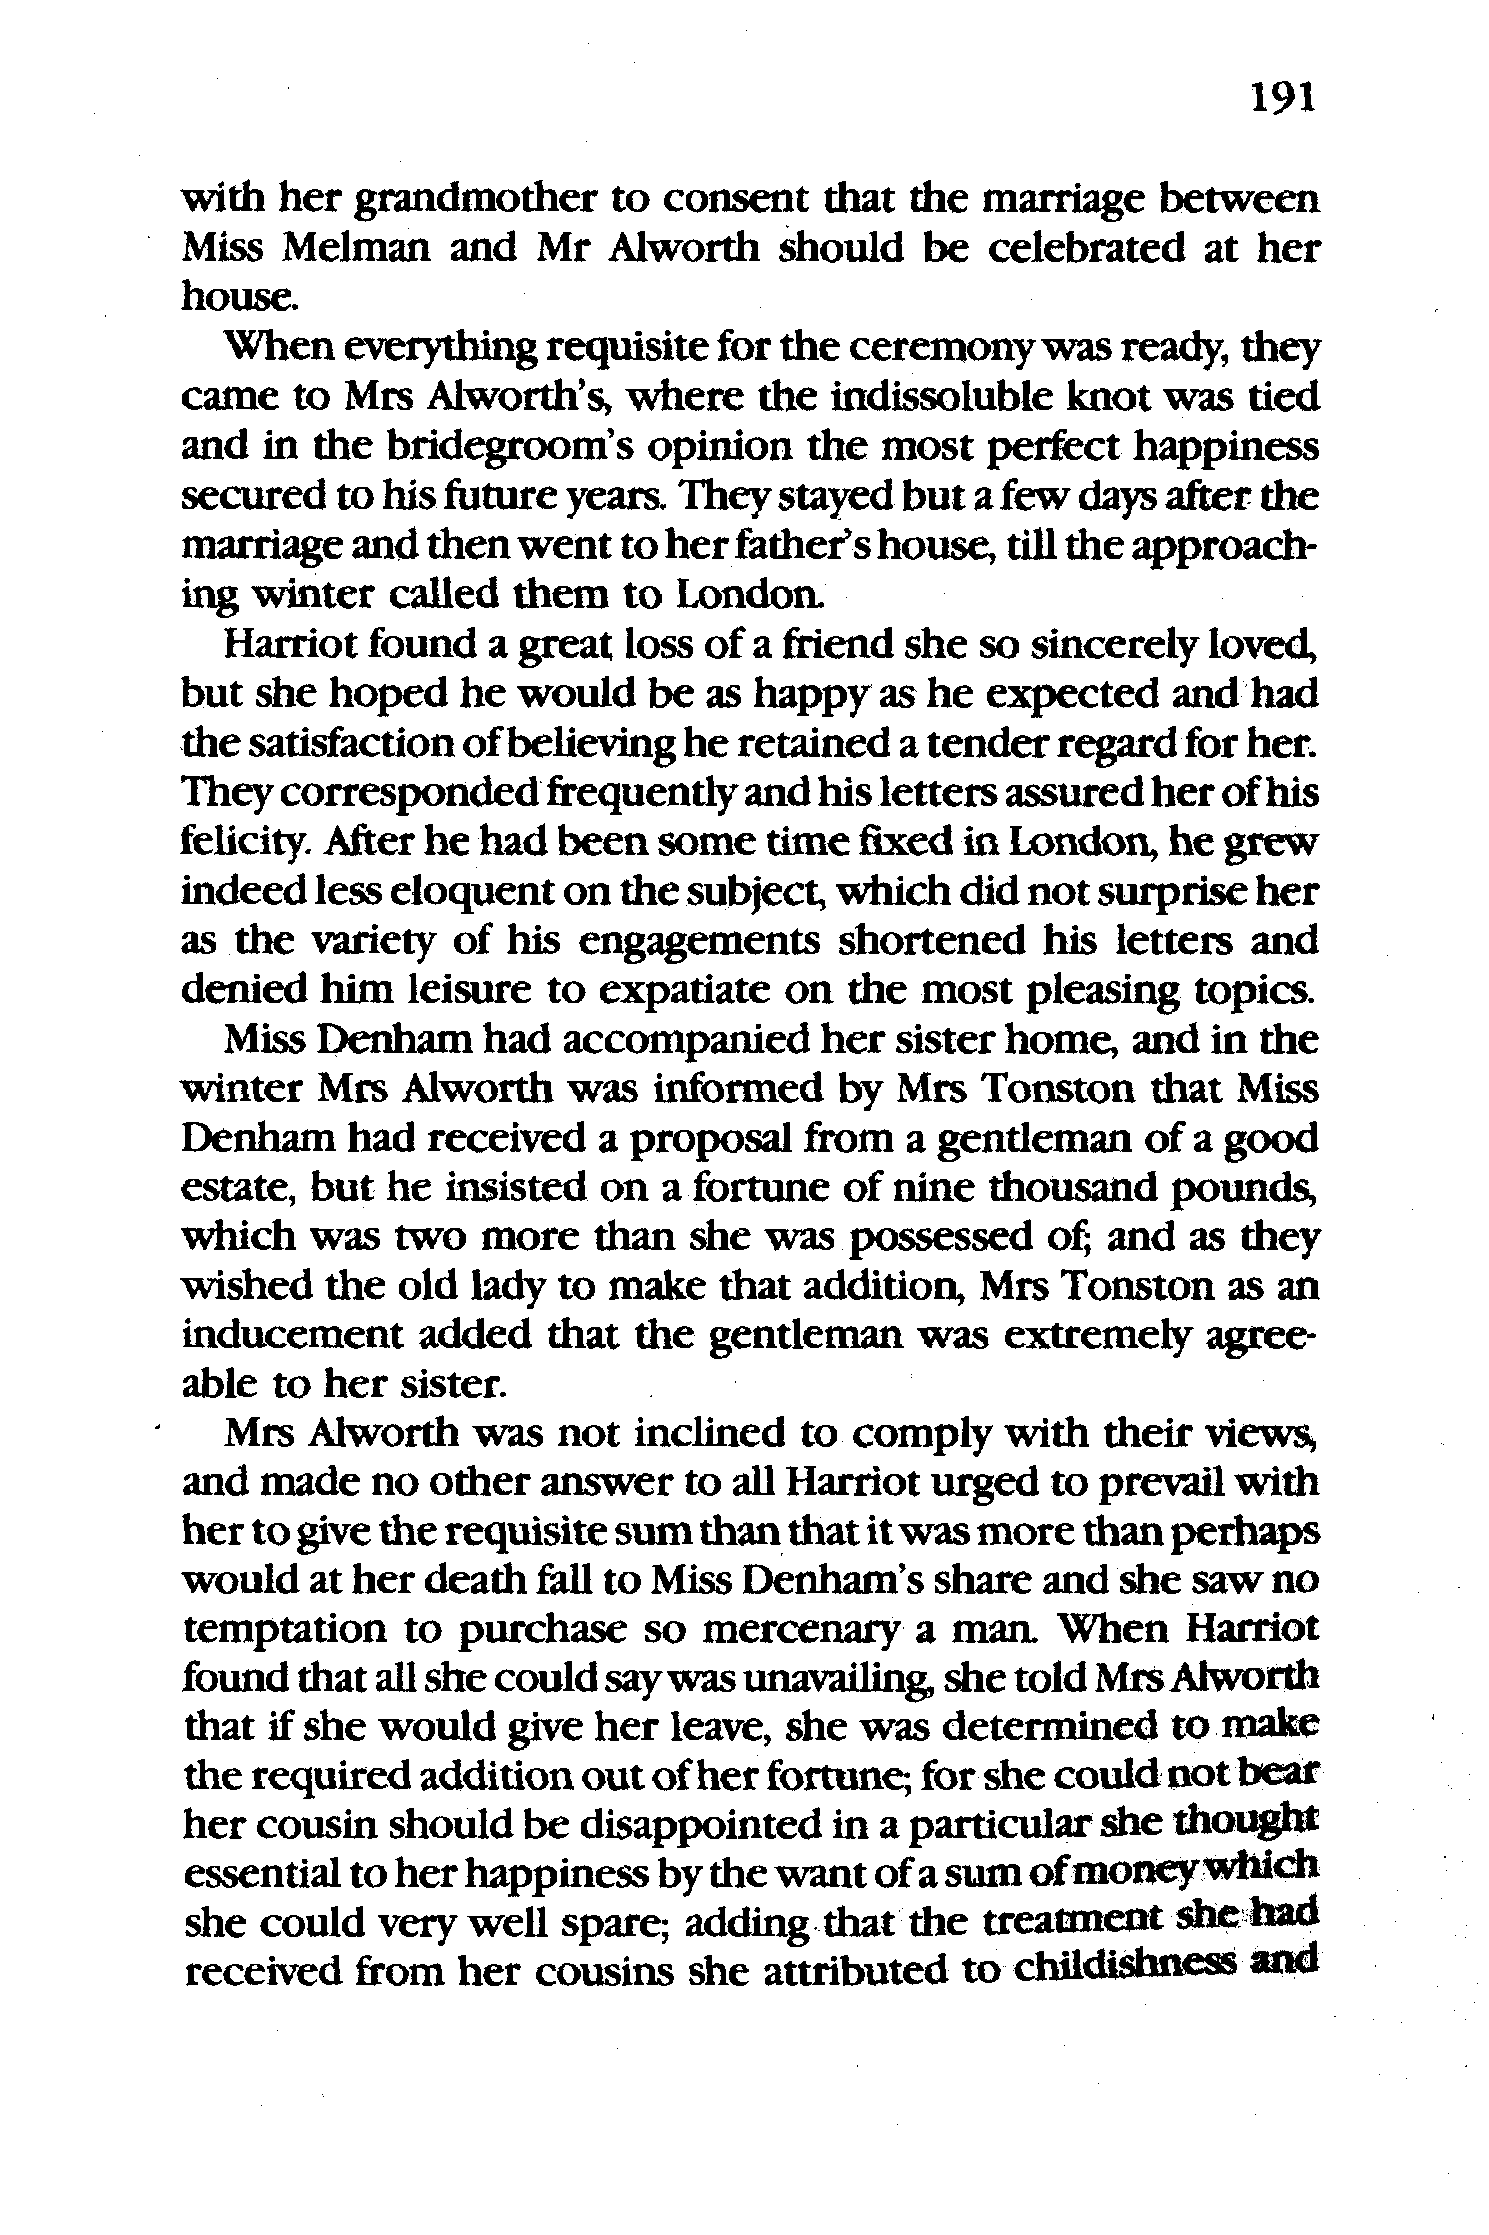 191
with her grandmother to consent that the marriage between
Miss Melman and Mr Alworth should be celebrated at her
house.
When everything requisite for the ceremony was ready, they
came to Mrs Alworth's, where the indissoluble knot was tied
and in the bridegroom's opinion the most perfect happiness
secured to his future years. They stayed but a few days after the
marriage and then went to her father's house, till the approach-
ing winter called them to London.
Harriot found a great loss of a friend she so sincerely loved,
but she hoped he would be as happy as he expected and had
the satisfaction of believing he retained a tender regard for her.
They corresponded frequently and his letters assured her of his
felicity. After he had been some time fixed in London, he grew
indeed less eloquent on the subject, which did not surprise her
as the variety of his engagements shortened his letters and
denied him leisure to expatiate on the most pleasing topics.
Miss Denham had accompanied her sister home, and in the
winter Mrs Alworth was informed by Mrs Tonston that Miss
Denham had received a proposal from a gentleman of a good
estate, but he insisted on a fortune of nine thousand pounds,
which was two more than she was possessed of; and as they
wished the old lady to make that addition, Mrs Tonston as an
inducement added that the gentleman was extremely agree-
able to her sister.
Mrs Alworth was not inclined to comply with their views,
and made no other answer to all Harriot urged to prevail with
her to give the requisite sum than that it was more than perhaps
would at her death fall to Miss Denham's share and she saw no
temptation to purchase so mercenary a man. When Harriot
found that all she could say was unavailing, she told Mrs Alworth
that if she would give her leave, she was determined to make
the required addition out of her fortune; for she could not bear
her cousin should be disappointed in a particular she thought
essential to her happiness by the want of a sum of money which
she could very well spare; adding that the treatment she had
received from her cousins she attributed to childishness and